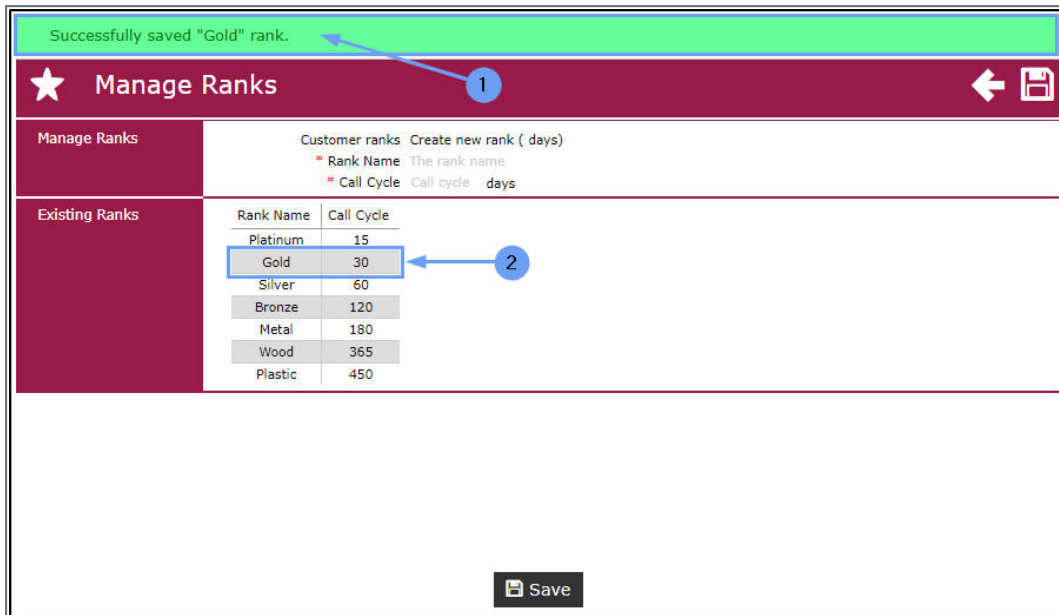 Successfully saved "Gold" rank.
1
Manage Ranks
Manage Ranks
Customer ranks Create new rank ( days)
* Rank Name The rank name
* Call Cycle Call cycle days
Existing Ranks
Rank Name Call Cycle
Platinum 15
Gold 30
2
Silver 60
Bronze 120
Metal 180
Wood 365
Plastic 450
Save